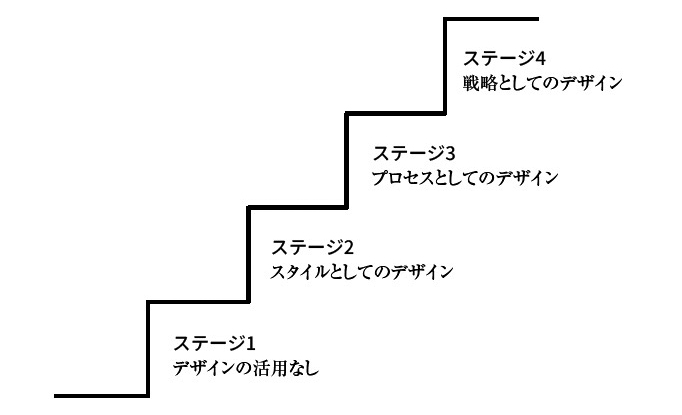 ステージ4
戦略としてのデザイン
ステージ3
プロセスとしてのデザイン
ステージ2
スタイルとしてのデザイン
ステージ1
デザインの活用なし